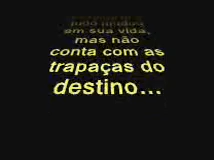 em sua vida,
mas não
conta com as
trapaças do
destino...